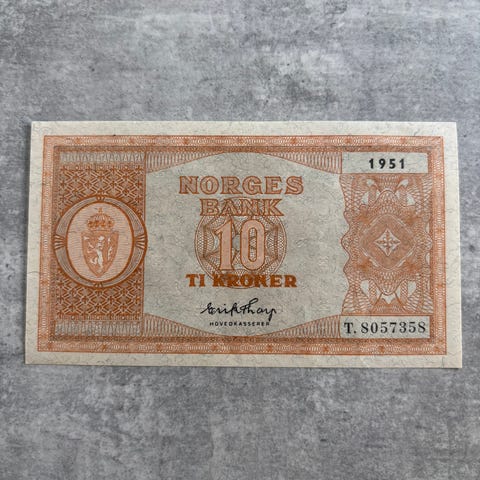 1951
NORGES
BANK
10
TI KRONER
HOVEDKASSERER
T. 8057358